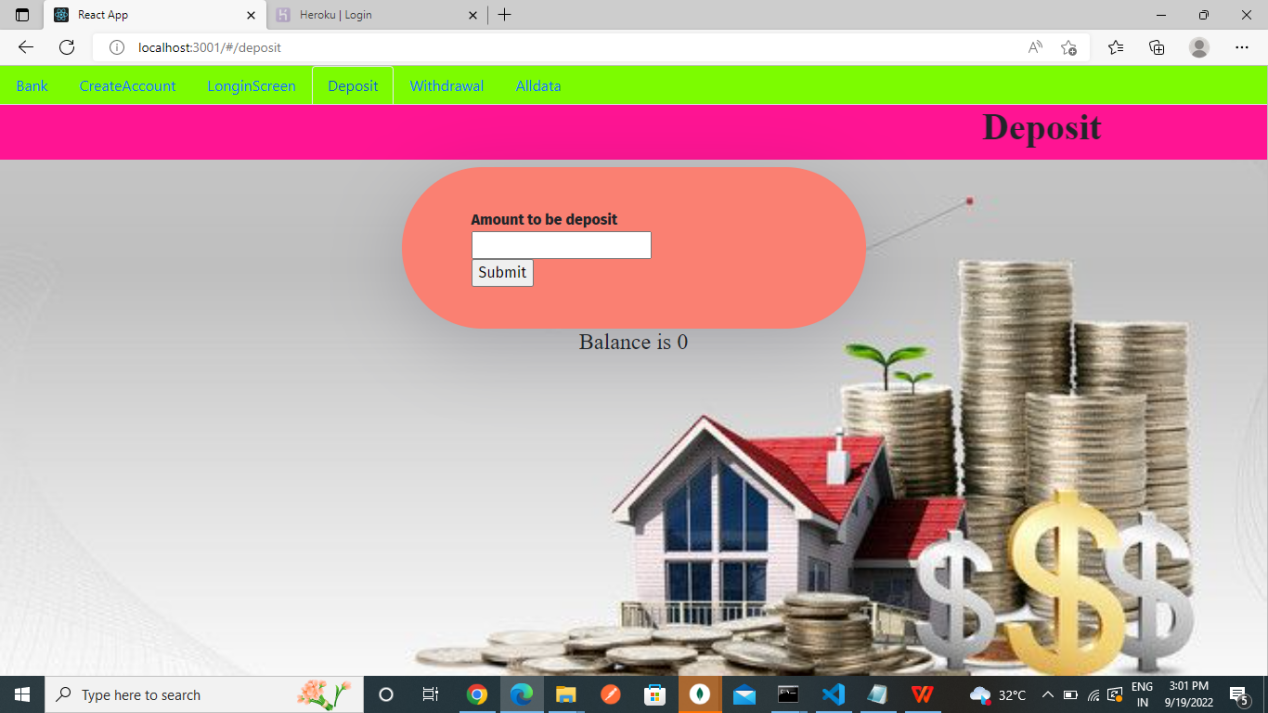 React App
Heroku | Login
localhost:3001/#/deposit
Bank CreateAccount LonginScreen Deposit Withdrawal Alldata
Deposit
Amount to be deposit
Submit
Balance is 0
Type here to search
32°C
ENG
IN
3:01 PM
9/19/2022
5